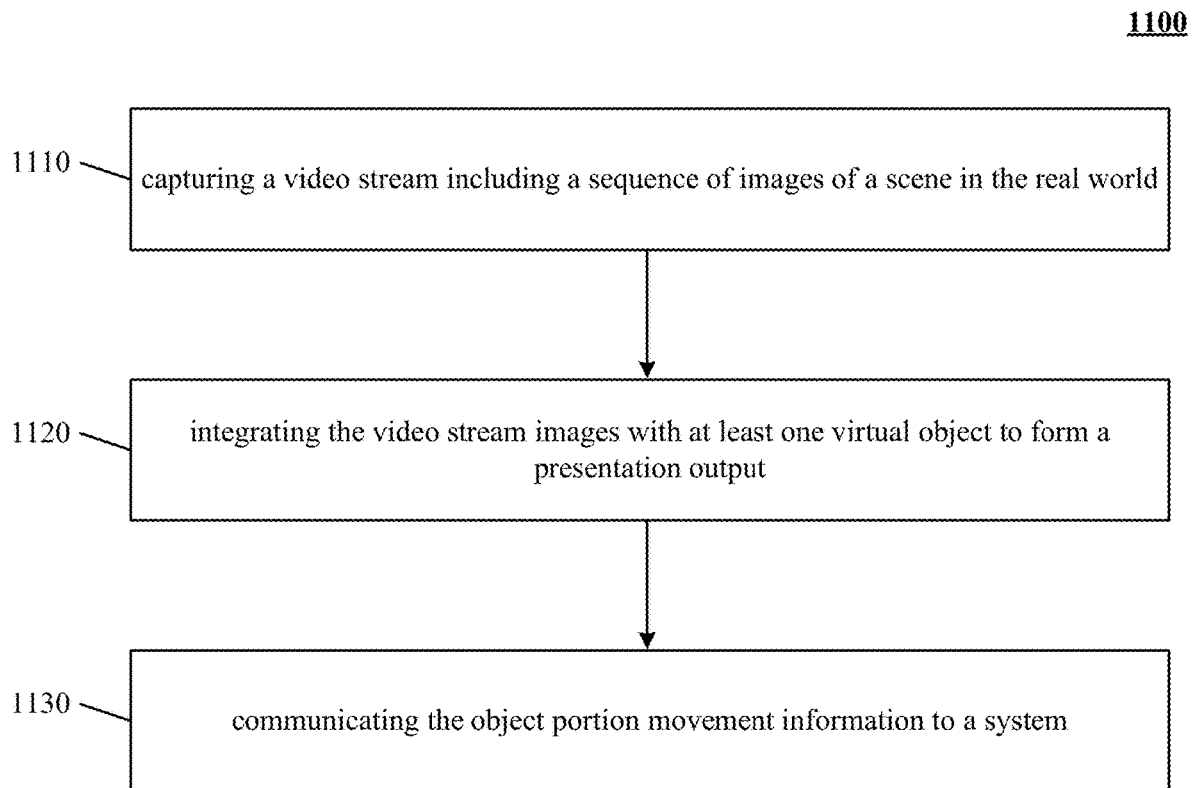 1100
1110
capturing a video stream including a sequence of images of a scene in the real world
1120
integrating the video stream images with at least one virtual object to form a
presentation output
1130
communicating the object portion movement information to a system